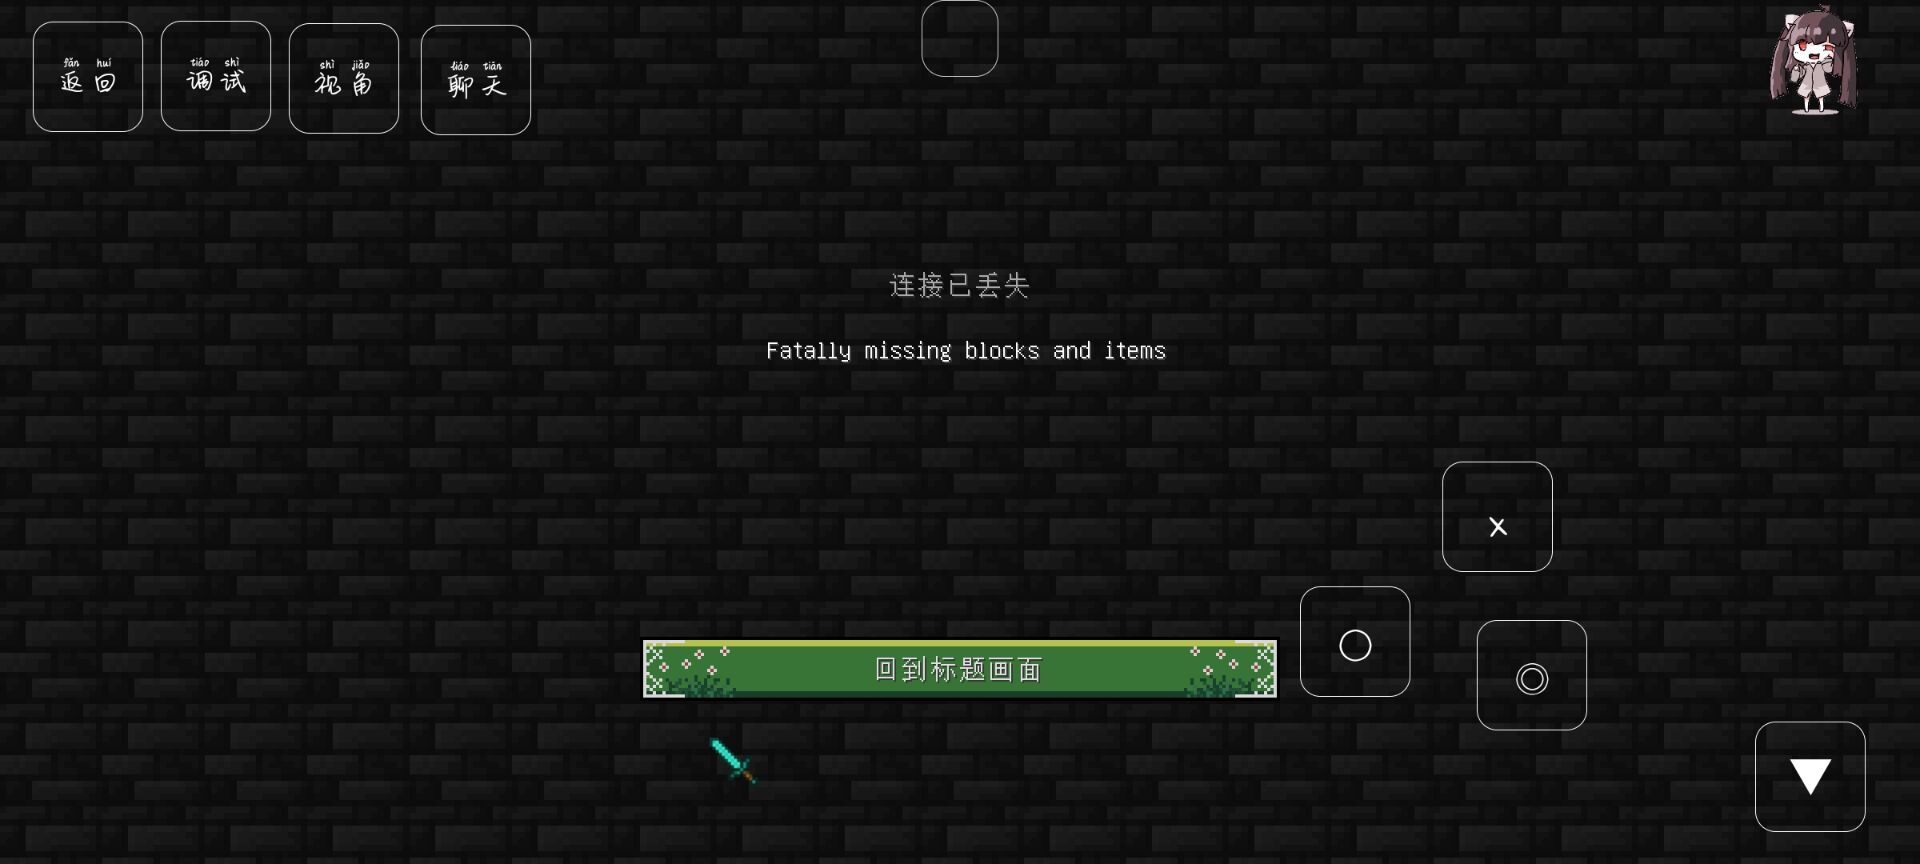 fǎn huí
返回
tiáo shì
调试
shì jiǎo
视角
liáo tiān
聊天
连接已丢失
Fatally missing blocks and items
x
回到标题画面